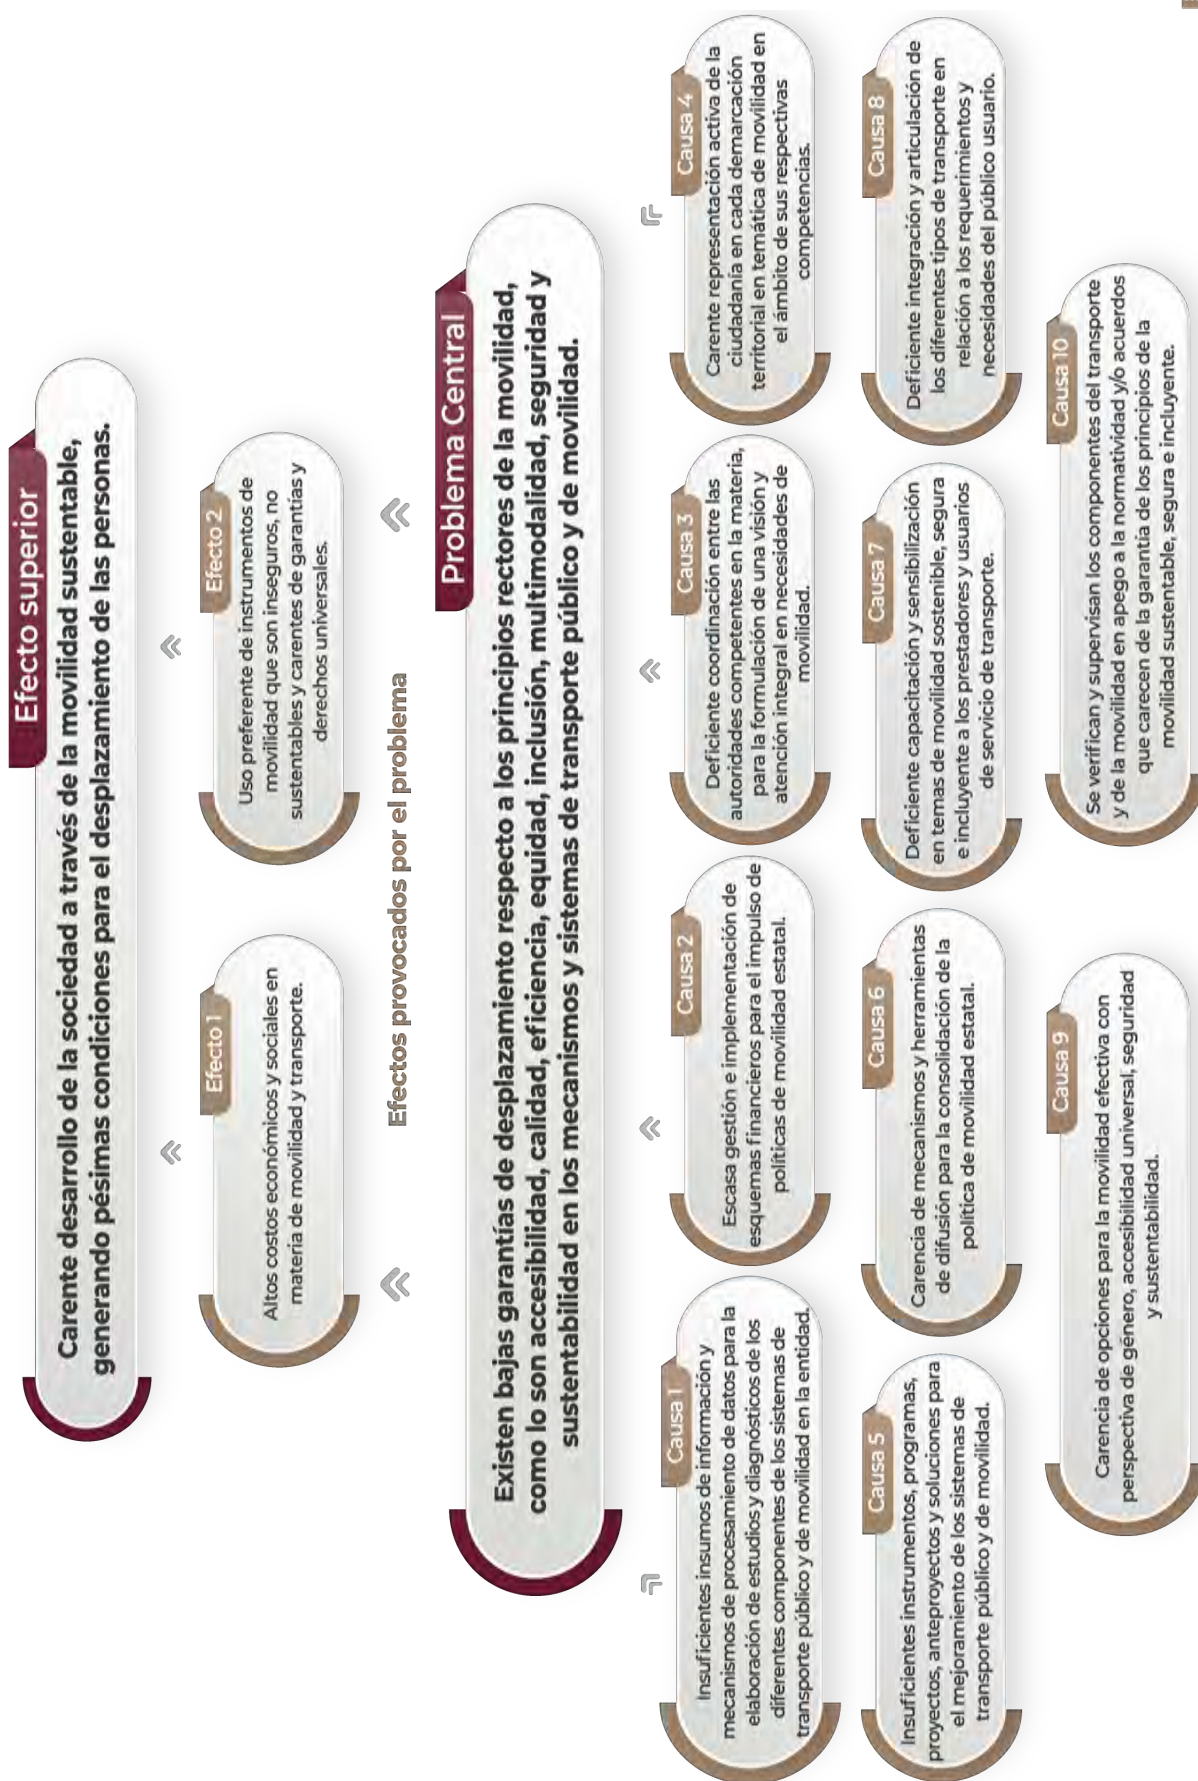 Efecto superior
Carente desarrollo de la sociedad a través de la movilidad sustentable,
generando pésimas condiciones para el desplazamiento de las personas.
Efecto 1
Altos costos económicos y sociales en
materia de movilidad y transporte.
Efecto 2
Uso preferente de instrumentos de
movilidad que son inseguros, no
sustentables y carentes de garantías y
derechos universales.
Efectos provocados por el problema
Problema Central
Existen bajas garantías de desplazamiento respecto a los principios rectores de la movilidad,
como lo son accesibilidad, calidad, eficiencia, equidad, inclusión, multimodalidad, seguridad y
sustentabilidad en los mecanismos y sistemas de transporte público y de movilidad.
Causa 1
Insuficientes insumos de información y
mecanismos de procesamiento de datos para la
elaboración de estudios y diagnósticos de los
diferentes componentes de los sistemas de
transporte público y de movilidad en la entidad.
Causa 2
Escasa gestión e implementación de
esquemas financieros para el impulso de
políticas de movilidad estatal.
Causa 3
Deficiente coordinación entre las
autoridades competentes en la materia,
para la formulación de una visión y
atención integral en necesidades de
movilidad.
Causa 4
Carente representación activa de la
ciudadanía en cada demarcación
territorial en temática de movilidad en
el ámbito de sus respectivas
competencias.
Causa 5
Insuficientes instrumentos, programas,
proyectos, anteproyectos y soluciones para
el mejoramiento de los sistemas de
transporte público y de movilidad.
Causa 6
Carencia de mecanismos y herramientas
de difusión para la consolidación de la
política de movilidad estatal.
Causa 7
Deficiente capacitación y sensibilización
en temas de movilidad sostenible, segura
e incluyente a los prestadores y usuarios
de servicio de transporte.
Causa 8
Deficiente integración y articulación de
los diferentes tipos de transporte en
relación a los requerimientos y
necesidades del público usuario.
Causa 9
Carencia de opciones para la movilidad efectiva con
perspectiva de género, accesibilidad universal, seguridad
y sustentabilidad.
Causa 10
Se verifican y supervisan los componentes del transporte
y de la movilidad en apego a la normatividad y/o acuerdos
que carecen de la garantía de los principios de la
movilidad sustentable, segura e incluyente.